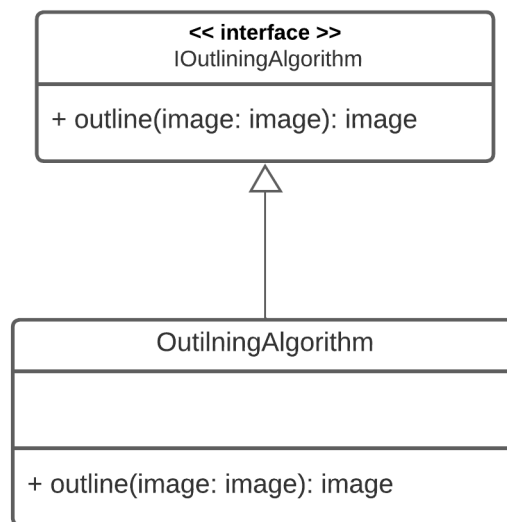 << interface >>
IOutliningAlgorithm
+ outline(image: image): image
OutilningAlgorithm
+ outline(image: image): image